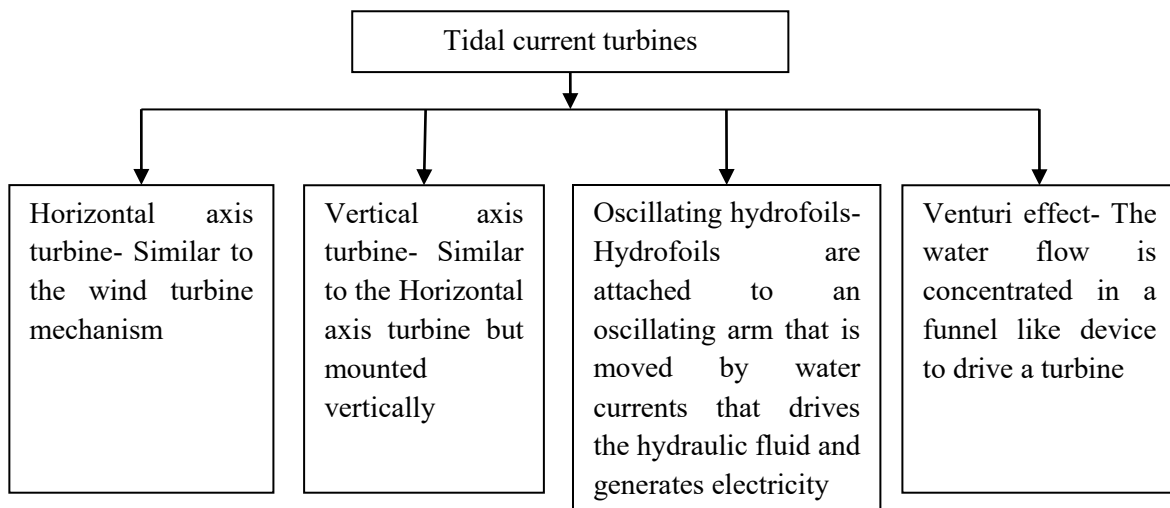 Tidal current turbines
Horizontal axis
turbine- Similar to
the wind turbine
mechanism
Vertical axis
turbine- Similar
to the Horizontal
axis turbine but
mounted
vertically
Oscillating hydrofoils-
Hydrofoils are
attached to an
oscillating arm that is
moved by water
currents that drives
the hydraulic fluid and
generates electricity
Venturi effect- The
water flow is
concentrated in a
funnel like device
to drive a turbine